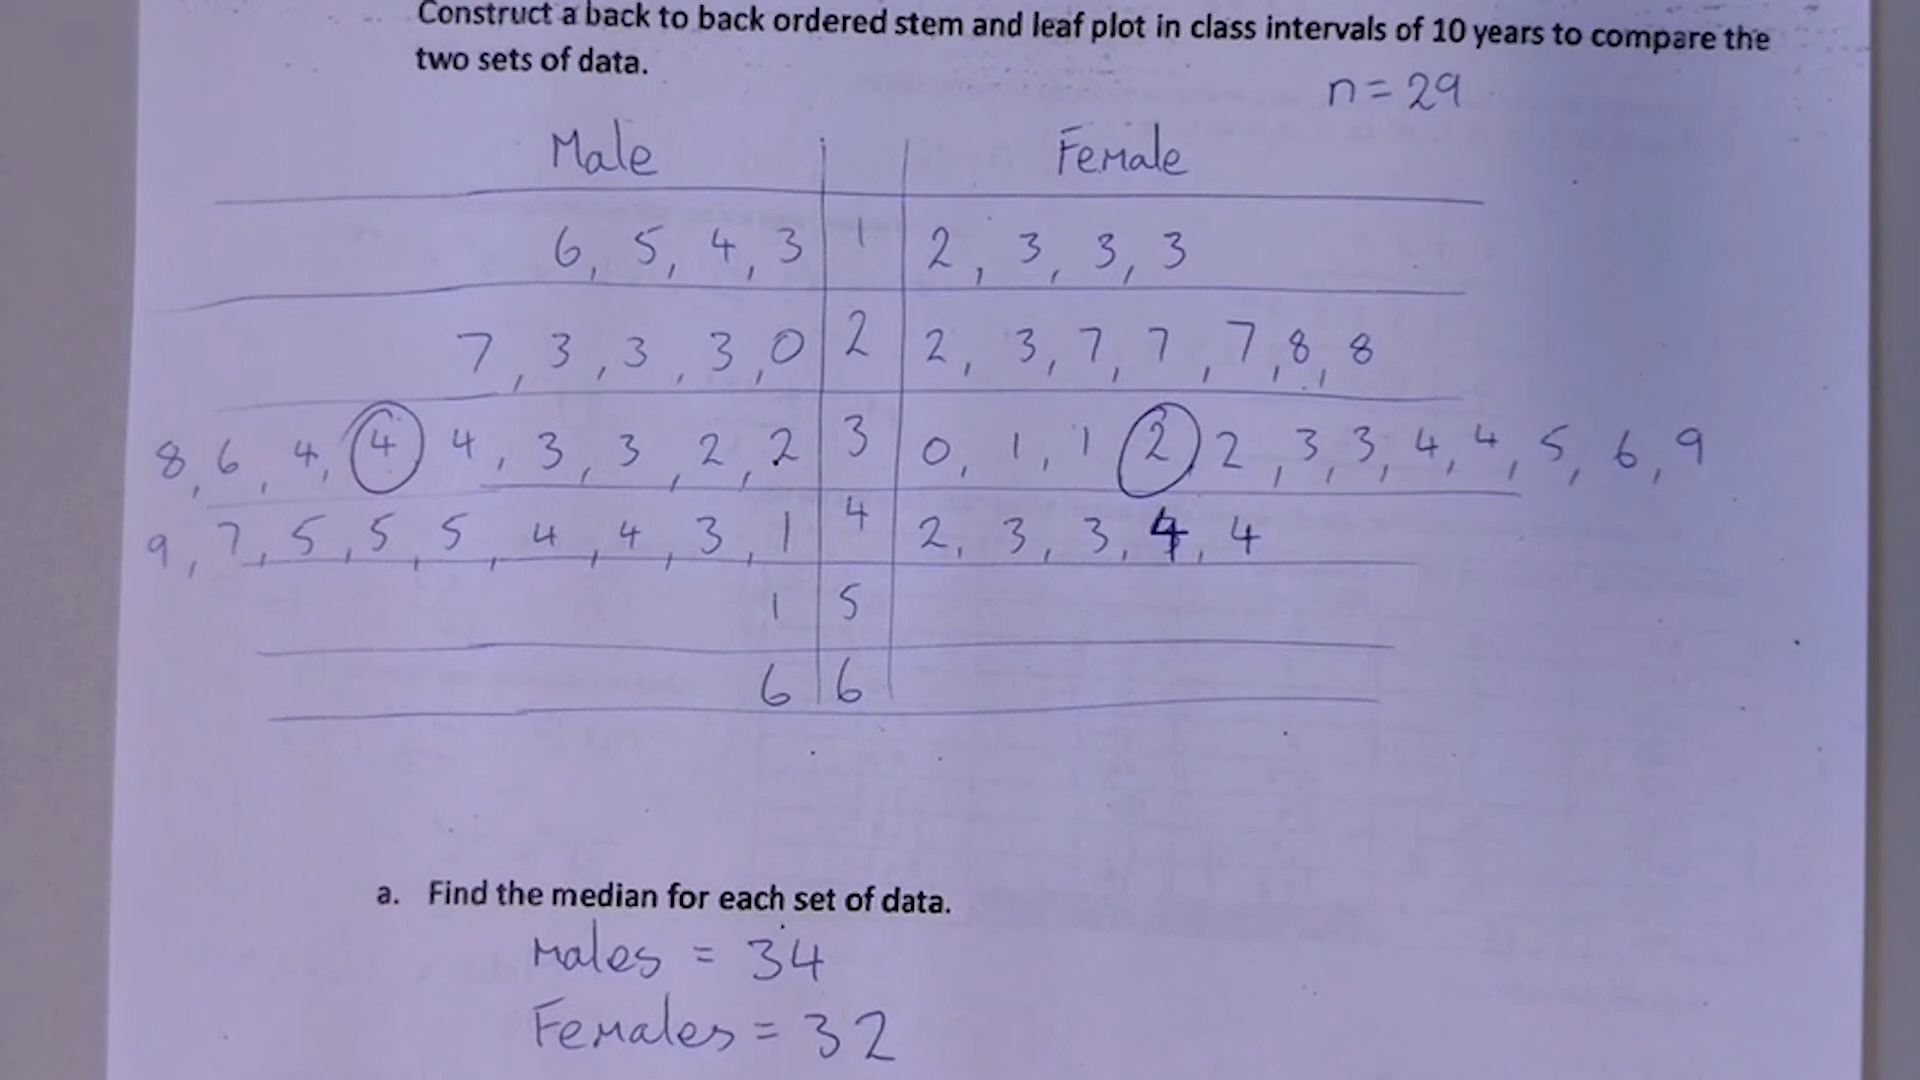 Construct a back to back ordered stem and leaf plot in class intervals of 10 years to compare the
two sets of data.
n = 29
Male Female
6, 5, 4, 3 1 2, 3, 3, 3
7, 3, 3, 3, 0 2 2, 3, 7, 7, 7, 8, 8
8, 6, 4, 4 4, 3, 3, 2, 2 3 0, 1, 1 2, 2, 3, 3, 4, 4, 5, 6, 9
9, 7, 5, 5, 5, 4, 4, 3, 1 4 2, 3, 3, 4, 4
1 5
6 6
a. Find the median for each set of data.
Males = 34
Females = 32